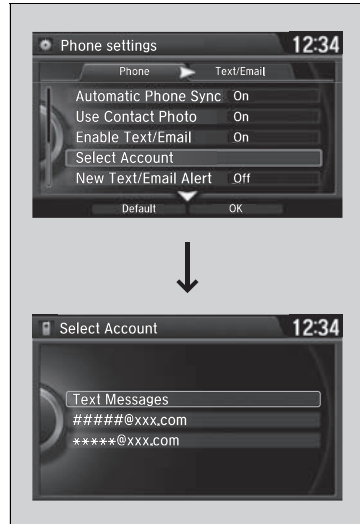 Phone settings 12:34
Phone Text/Email
Automatic Phone Sync On
Use Contact Photo On
Enable Text/Email On
Select Account
New Text/Email Alert Off
Default OK
Select Account 12:34
Text Messages
#####@xxx.com
*****@xxx.com